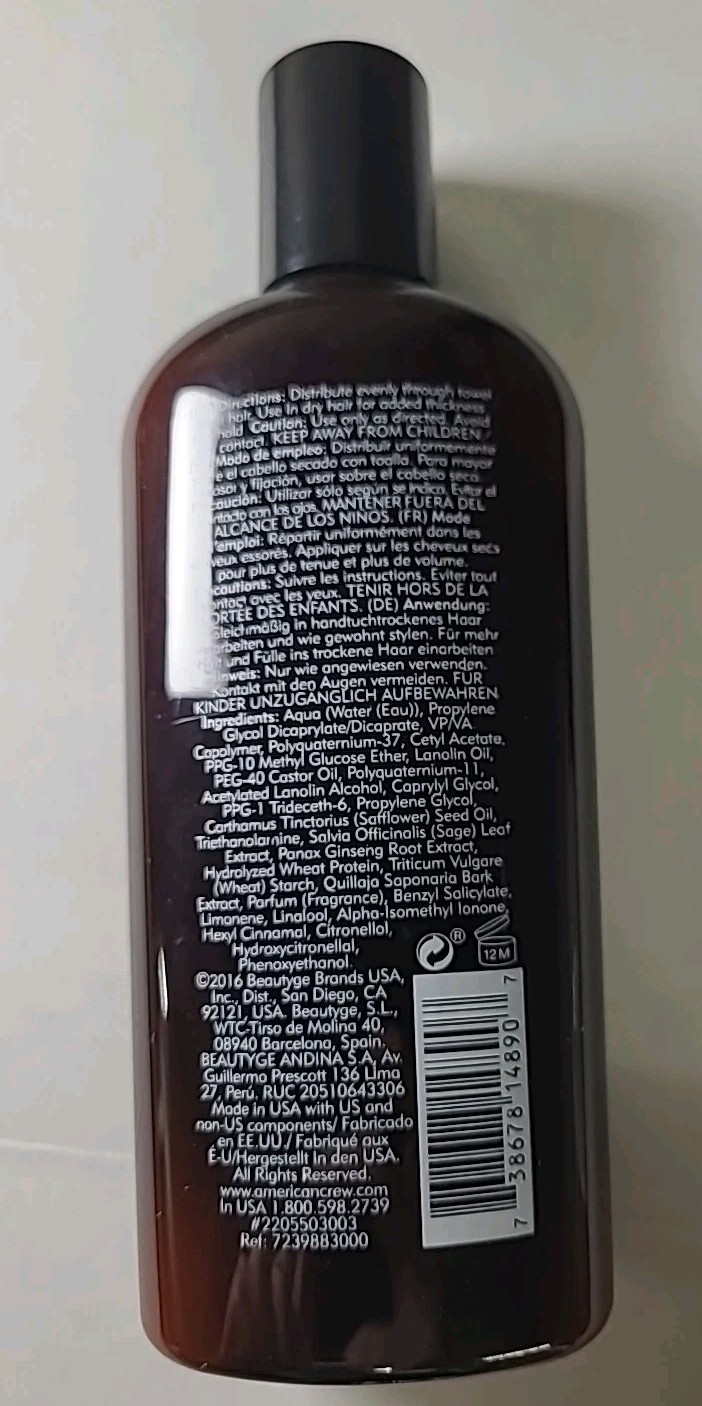 Directions: Distribute evenly through towel
hair. Use in dry hair for added thickness
hold. Caution: Use only as directed. Avoid
contact. KEEP AWAY FROM CHILDREN
Modo de empleo: Distribuir uniformemente
e el cabello secado con toalla. Para mayor
osor y fijación, usar sobre el cabello seco.
aución: Utilizar sólo según se indica. Evitar el
ntacto con los ojos. MANTENER FUERA DEL
ALCANCE DE LOS NIÑOS. (FR) Mode
'emploi: Répartir uniformément dans les
veux essorés. Appliquer sur les cheveux secs
pour plus de tenue et plus de volume.
cautions: Suivre les instructions. Eviter tout
ontact avec les yeux. TENIR HORS DE LA
ORTÉE DES ENFANTS. (DE) Anwendung:
Gleichmäßig in handtuchtrockenes Haar
arbeiten und wie gewohnt stylen. Für mehr
und Fülle ins trockene Haar einarbeiten
inweis: Nur wie angewiesen verwenden.
Kontakt mit den Augen vermeiden. FÜR
KINDER UNZUGÄNGLICH AUFBEWAHREN
Ingredients: Aqua (Water (Eau)), Propylene
Glycol Dicaprylate/Dicaprate, VP/VA
Copolymer, Polyquaternium-37, Cetyl Acetate,
PPG-10 Methyl Glucose Ether, Lanolin Oil,
PEG-40 Castor Oil, Polyquaternium-11,
Acetylated Lanolin Alcohol, Caprylyl Glycol,
PPG-1 Trideceth-6, Propylene Glycol,
Carthamus Tinctorius (Safflower) Seed Oil,
Triethanolamine, Salvia Officinalis (Sage) Leaf
Extract, Panax Ginseng Root Extract,
Hydrolyzed Wheat Protein, Triticum Vulgare
(Wheat) Starch, Quillaja Saponaria Bark
Extract, Parfum (Fragrance), Benzyl Salicylate,
Limonene, Linalool, Alpha-Isomethyl Ionone,
Hexyl Cinnamal, Citronellol,
Hydroxycitronellal,
Phenoxyethanol.
®
12M
©2016 Beautyge Brands USA,
Inc., Dist., San Diego, CA
92121, USA. Beautyge, S.L.,
WTC-Tirso de Molina 40,
08940 Barcelona, Spain.
BEAUTYGE ANDINA S.A, Av.
Guillermo Prescott 136 Lima
27, Perú. RUC 20510643306
Made in USA with US and
non-US components/ Fabricado
en EE.UU./ Fabriqué aux
É-U/Hergestellt In den USA.
All Rights Reserved.
www.americancrew.com
In USA 1.800.598.2739
#2205503003
Ref: 7239883000
7 38678 14890 7